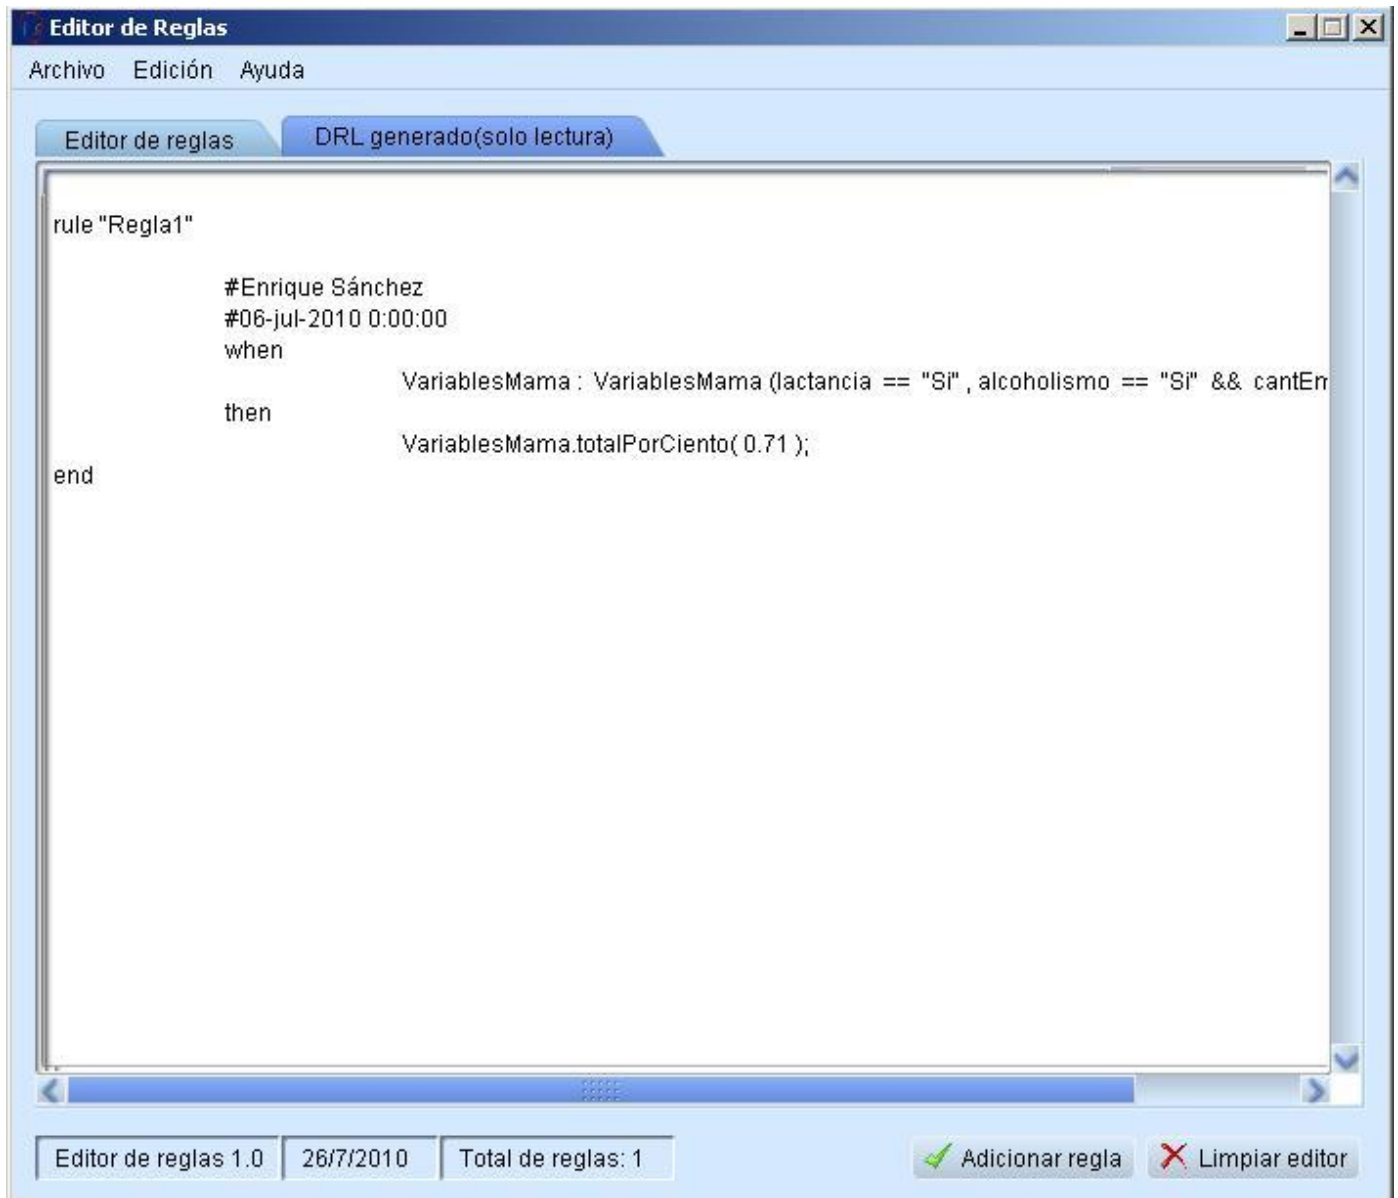 Editor de Reglas
Archivo Edición Ayuda
Editor de reglas DRL generado(solo lectura)
rule "Regla1"
#Enrique Sánchez
#06-jul-2010 0:00:00
when
VariablesMama : VariablesMama (lactancia == "Si" , alcoholismo == "Si" && cantEm
then
VariablesMama.totalPorCiento( 0.71 );
end
Editor de reglas 1.0 26/7/2010 Total de reglas: 1 Adicionar regla Limpiar editor